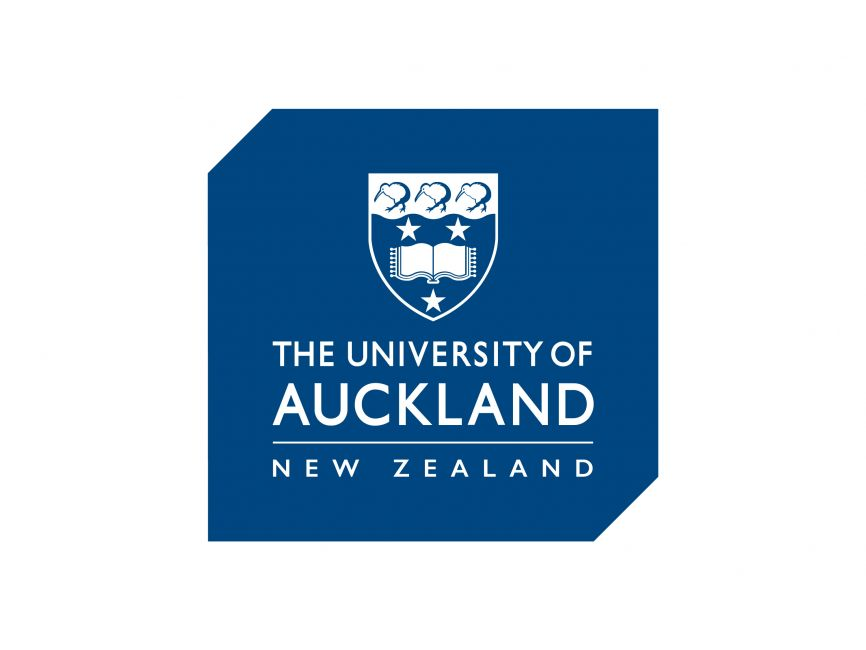 THE UNIVERSITY OF
AUCKLAND
NEW ZEALAND